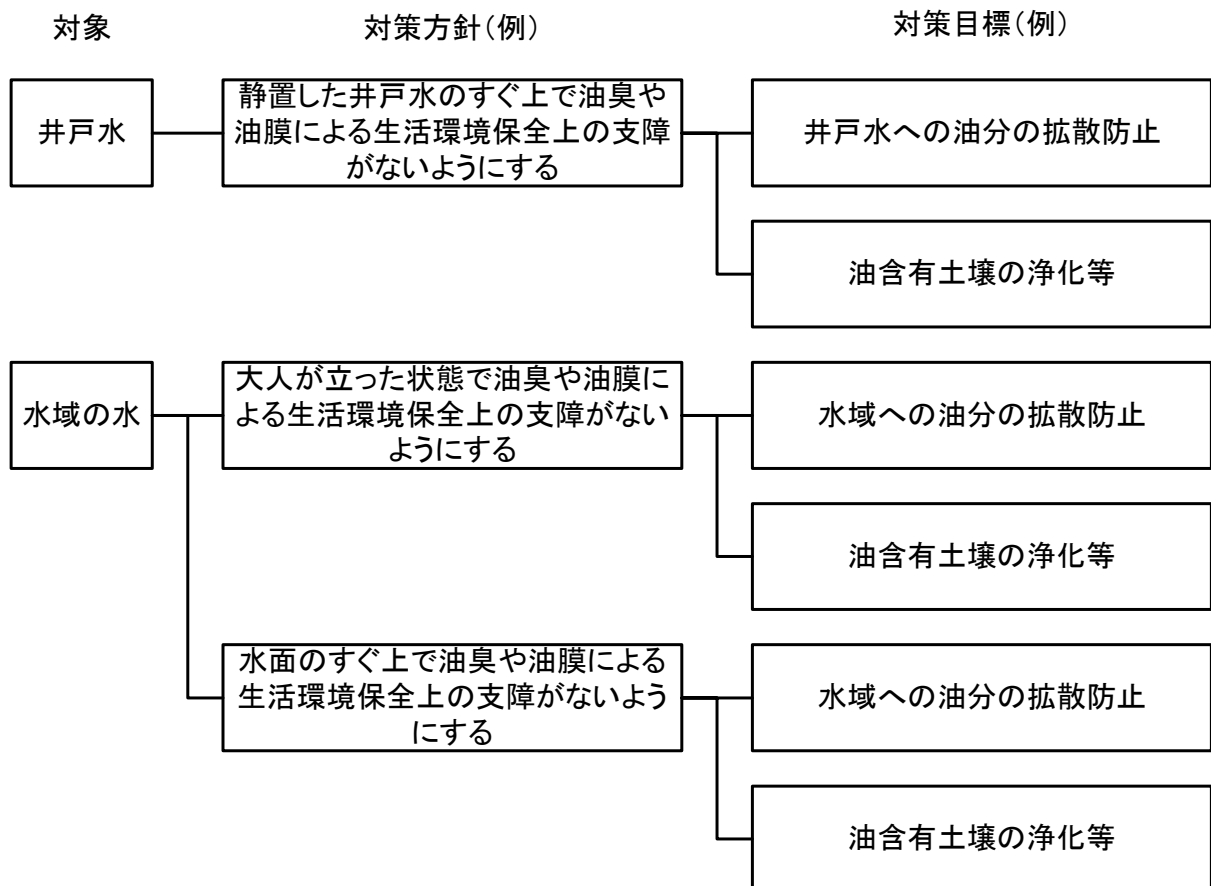 対象
対策方針(例)
対策目標(例)
井戸水
静置した井戸水のすぐ上で油臭や
油膜による生活環境保全上の支障
がないようにする
井戸水への油分の拡散防止
油含有土壌の浄化等
水域の水
大人が立った状態で油臭や油膜に
よる生活環境保全上の支障がない
ようにする
水域への油分の拡散防止
油含有土壌の浄化等
水面のすぐ上で油臭や油膜による
生活環境保全上の支障がないよう
にする
水域への油分の拡散防止
油含有土壌の浄化等